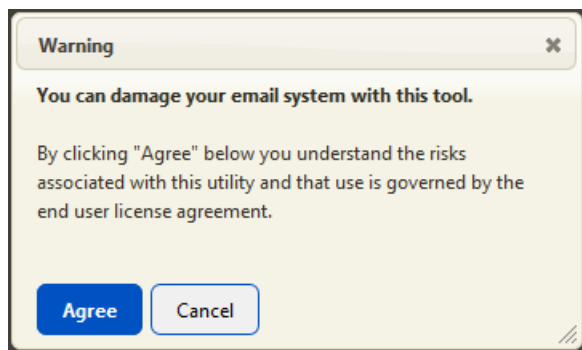 Warning
You can damage your email system with this tool.
By clicking "Agree" below you understand the risks
associated with this utility and that use is governed by the
end user license agreement.
Agree
Cancel